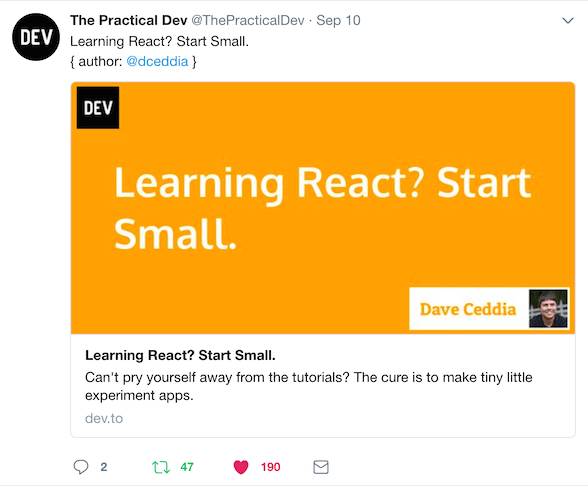 DEV
The Practical Dev @ThePracticalDev · Sep 10
Learning React? Start Small.
{ author: @dceddia }
DEV
Learning React? Start
Small.
Dave Ceddia
Learning React? Start Small.
Can't pry yourself away from the tutorials? The cure is to make tiny little
experiment apps.
dev.to
2 47 190